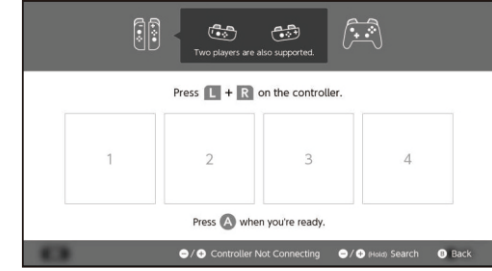 Two players are also supported.
Press L + R on the controller.
1 2 3 4
Press A when you're ready.
⊖/⊕ Controller Not Connecting ⊖/⊕ (Hold) Search B Back